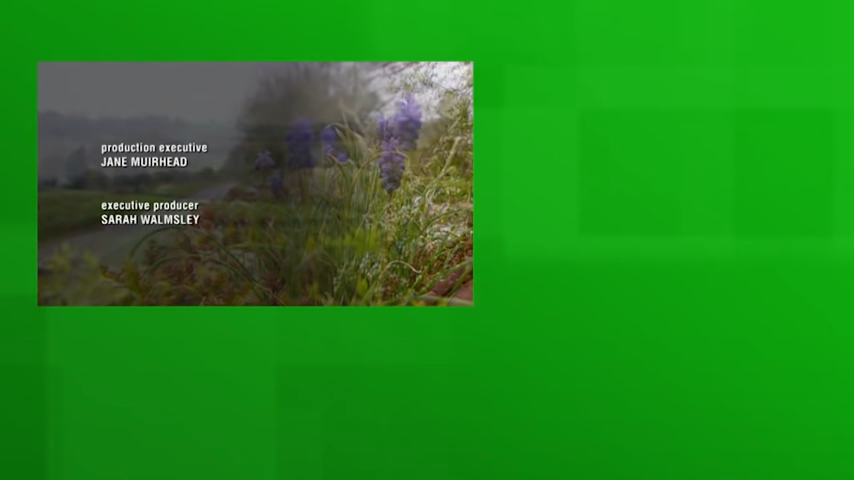 production executive
JANE MUIRHEAD
executive producer
SARAH WALMSLEY